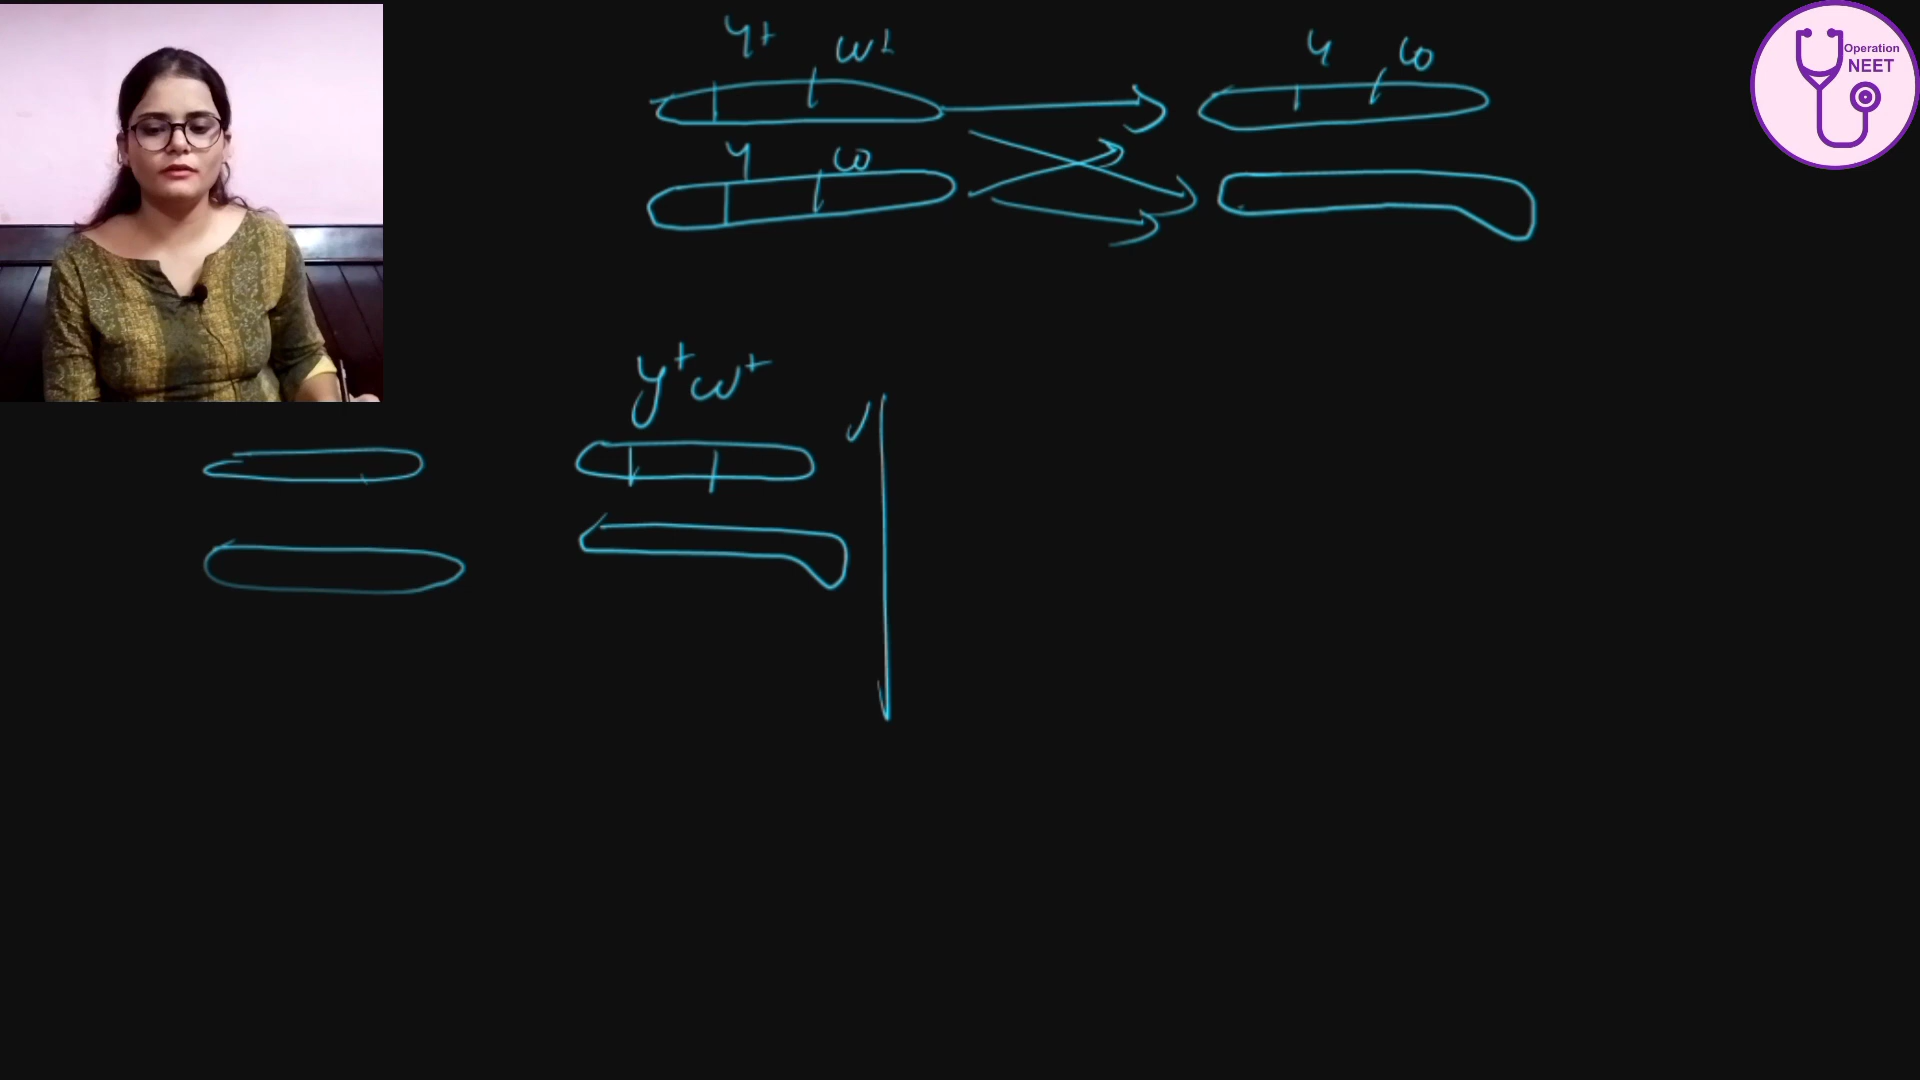 y+ w+
y w
y w
y+w+
Operation
NEET